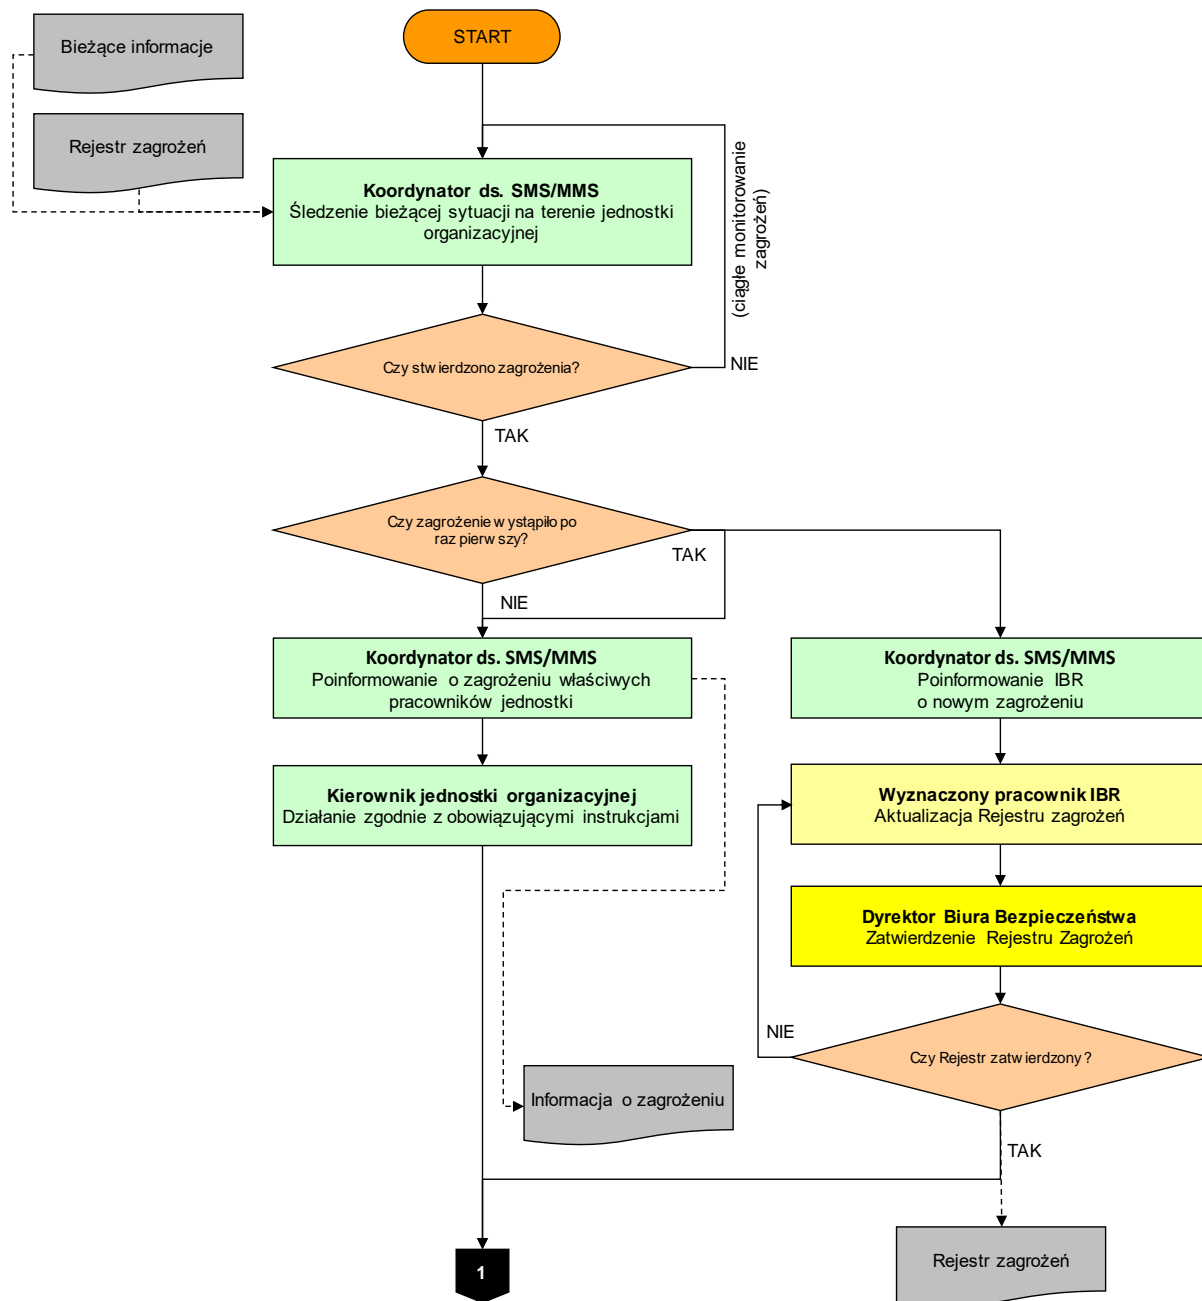 START
Bieżące informacje
Rejestr zagrożeń
Koordynator ds. SMS/MMS
Śledzenie bieżącej sytuacji na terenie jednostki
organizacyjnej
(ciągłe monitorowanie
zagrożeń)
Czy stwierdzono zagrożenia?
NIE
TAK
Czy zagrożenie wystąpiło po
raz pierwszy?
TAK
NIE
Koordynator ds. SMS/MMS
Poinformowanie o zagrożeniu właściwych
pracowników jednostki
Koordynator ds. SMS/MMS
Poinformowanie IBR
o nowym zagrożeniu
Kierownik jednostki organizacyjnej
Działanie zgodnie z obowiązującymi instrukcjami
Wyznaczony pracownik IBR
Aktualizacja Rejestru zagrożeń
Dyrektor Biura Bezpieczeństwa
Zatwierdzenie Rejestru Zagrożeń
NIE
Czy Rejestr zatwierdzony?
Informacja o zagrożeniu
TAK
Rejestr zagrożeń
1